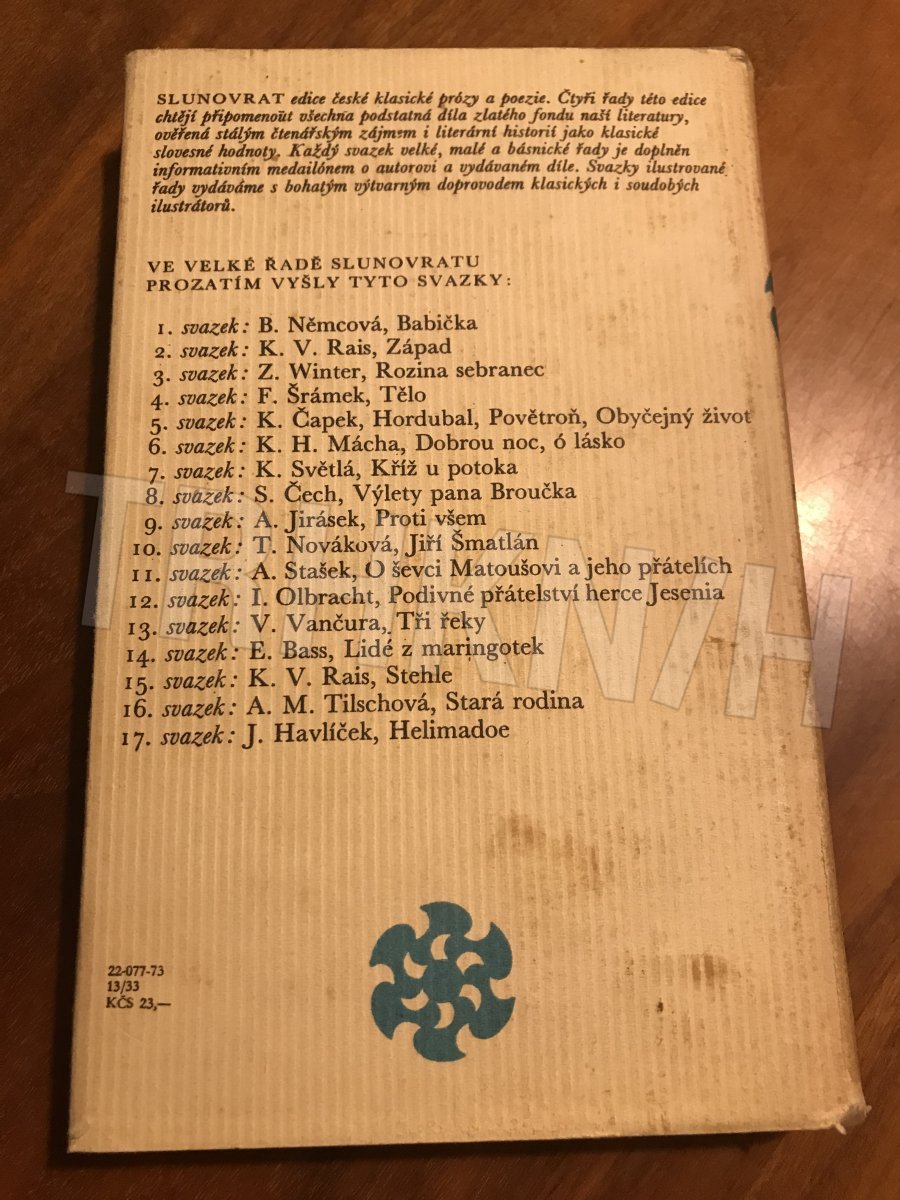 SLUNOVRAT edice české klasické prózy a poezie. Čtyři řady této edice
chtějí připomenout všechna podstatná díla zlatého fondu naší literatury,
ověřená stálým čtenářským zájmem i literární historií jako klasické
slovesné hodnoty. Každý svazek velké, malé a básnické řady je doplněn
informativním medailónem o autorovi a vydávaném díle. Svazky ilustrované
řady vydáváme s bohatým výtvarným doprovodem klasických i soudobých
ilustrátorů.
VE VELKÉ ŘADĚ SLUNOVRATU
PROZATÍM VYŠLY TYTO SVAZKY:
1. svazek: B. Němcová, Babička
2. svazek: K. V. Rais, Západ
3. svazek: Z. Winter, Rozina sebranec
4. svazek: F. Šrámek, Tělo
5. svazek: K. Čapek, Hordubal, Povětroň, Obyčejný život
6. svazek: K. H. Mácha, Dobrou noc, ó lásko
7. svazek: K. Světlá, Kříž u potoka
8. svazek: S. Čech, Výlety pana Broučka
9. svazek: A. Jirásek, Proti všem
10. svazek: T. Nováková, Jiří Šmatlán
11. svazek: A. Stašek, O ševci Matoušovi a jeho přátelích
12. svazek: I. Olbracht, Podivné přátelství herce Jesenia
13. svazek: V. Vančura, Tři řeky
14. svazek: E. Bass, Lidé z maringotek
15. svazek: K. V. Rais, Stehle
16. svazek: A. M. Tilschová, Stará rodina
17. svazek: J. Havlíček, Helimadoe
22-077-73
13/33
KČS 23,—